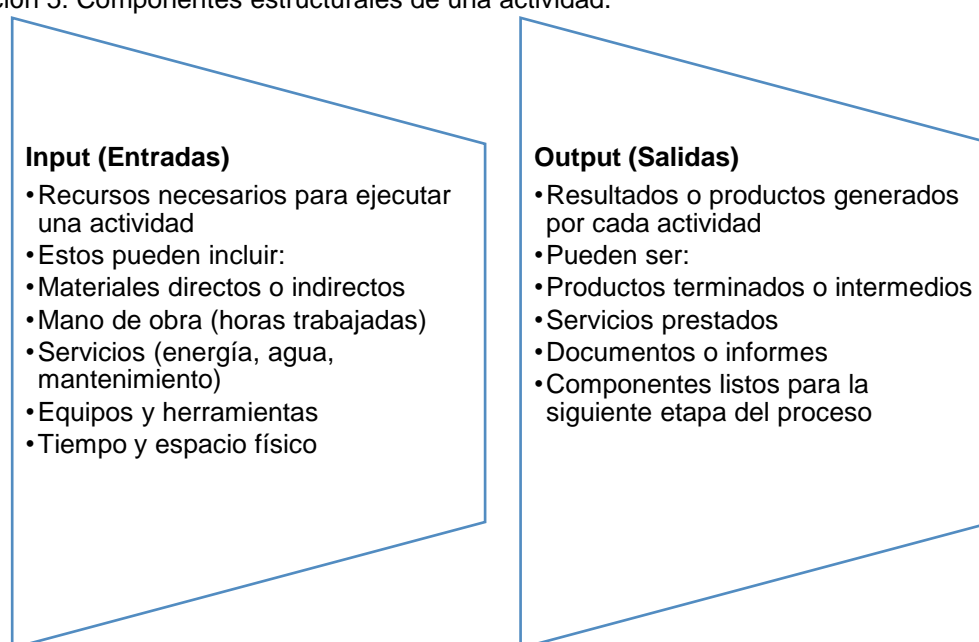 5. Componentes estructurales de una actividad.
Input (Entradas)
•Recursos necesarios para ejecutar
una actividad
•Estos pueden incluir:
•Materiales directos o indirectos
•Mano de obra (horas trabajadas)
•Servicios (energía, agua,
mantenimiento)
•Equipos y herramientas
•Tiempo y espacio físico
Output (Salidas)
•Resultados o productos generados
por cada actividad
•Pueden ser:
•Productos terminados o intermedios
•Servicios prestados
•Documentos o informes
•Componentes listos para la
siguiente etapa del proceso